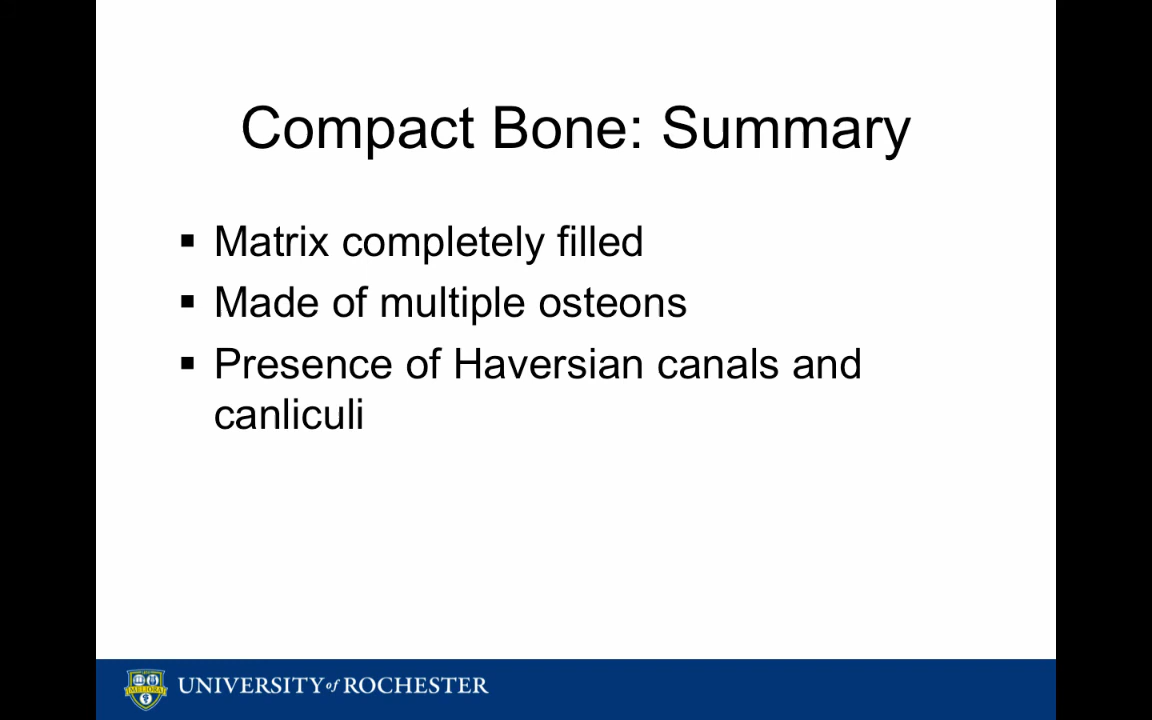 Compact Bone: Summary
▪ Matrix completely filled
▪ Made of multiple osteons
▪ Presence of Haversian canals and
canliculi
MELIORA
UNIVERSITY of ROCHESTER